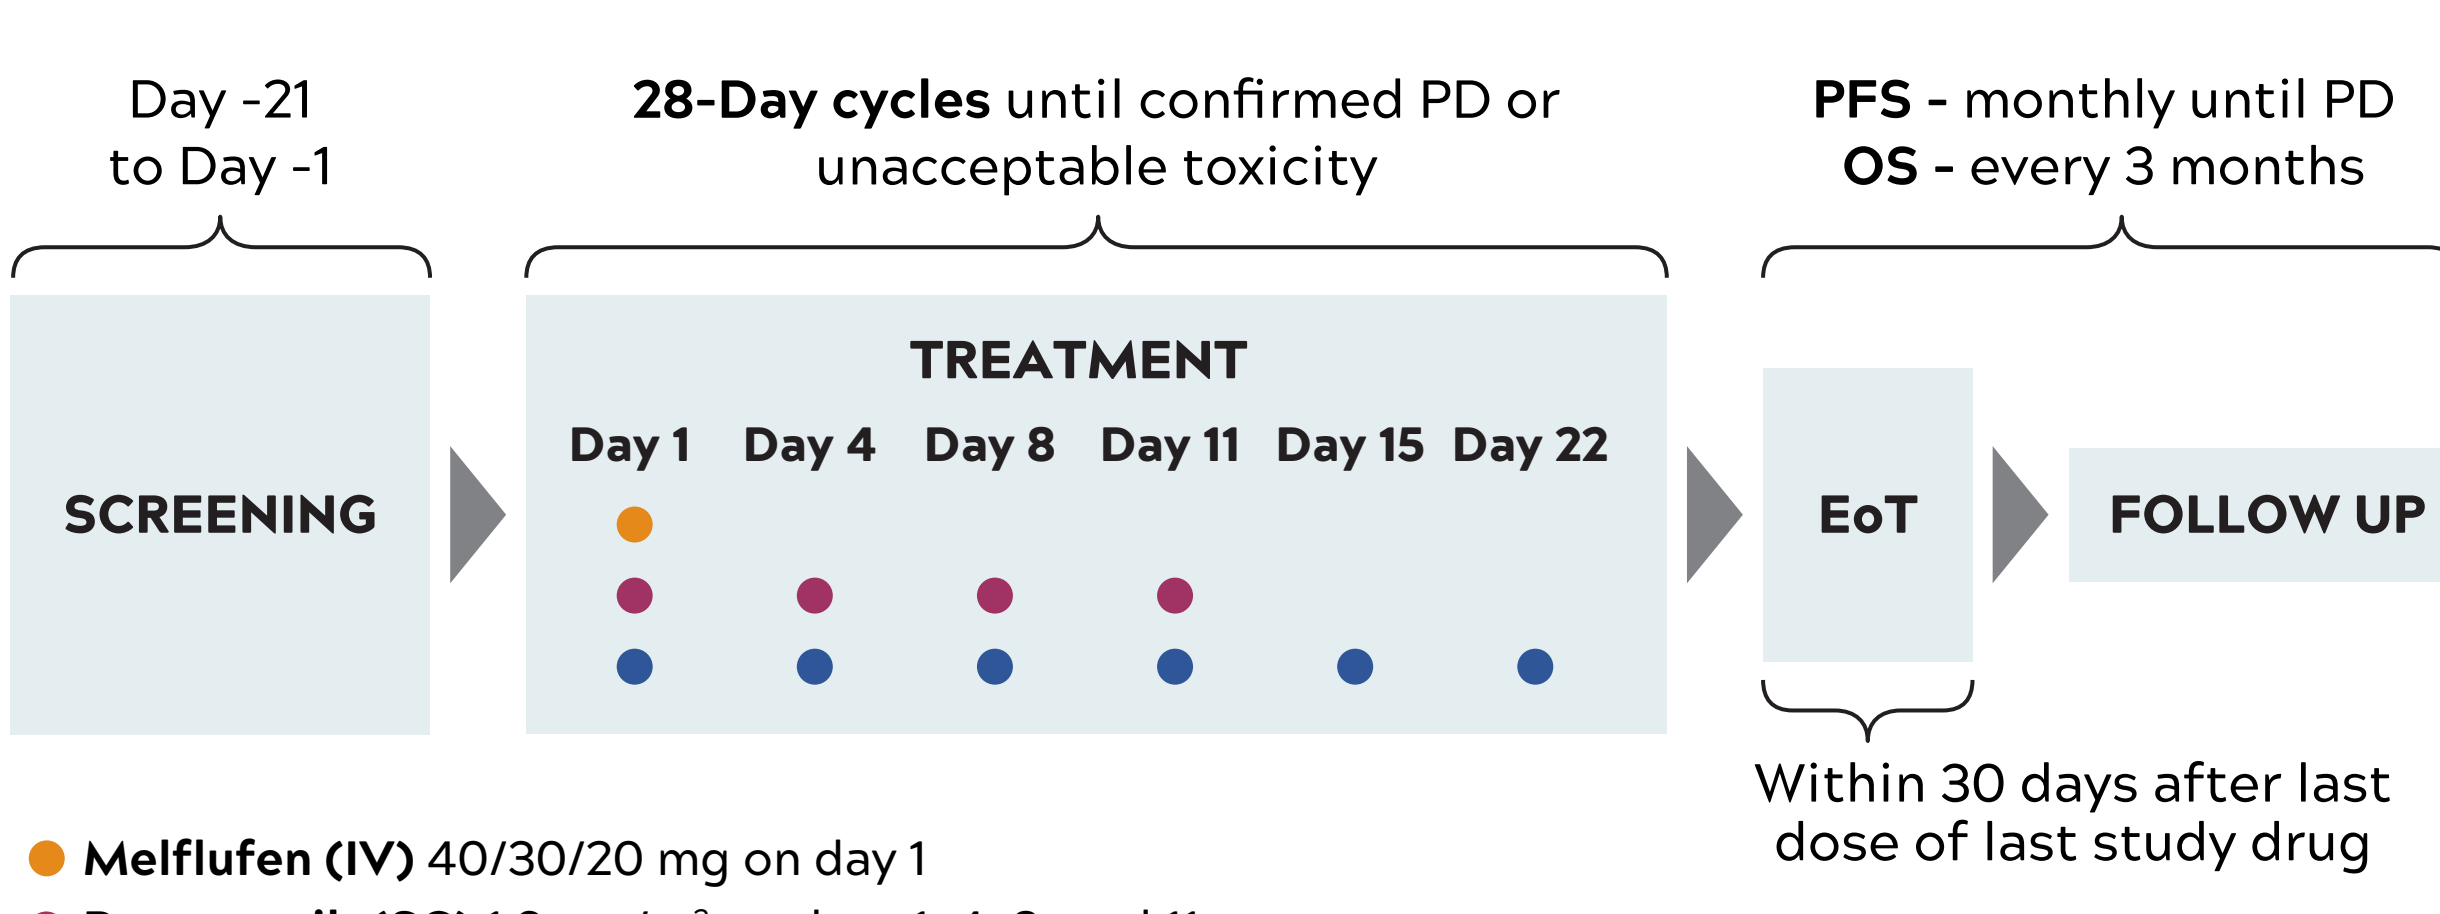 Day -21
to Day -1
28-Day cycles until confirmed PD or
unacceptable toxicity
PFS - monthly until PD
OS - every 3 months
SCREENING
TREATMENT
Day 1 Day 4 Day 8 Day 11 Day 15 Day 22
EoT
FOLLOW UP
Within 30 days after last
dose of last study drug
Melflufen (IV) 40/30/20 mg on day 1